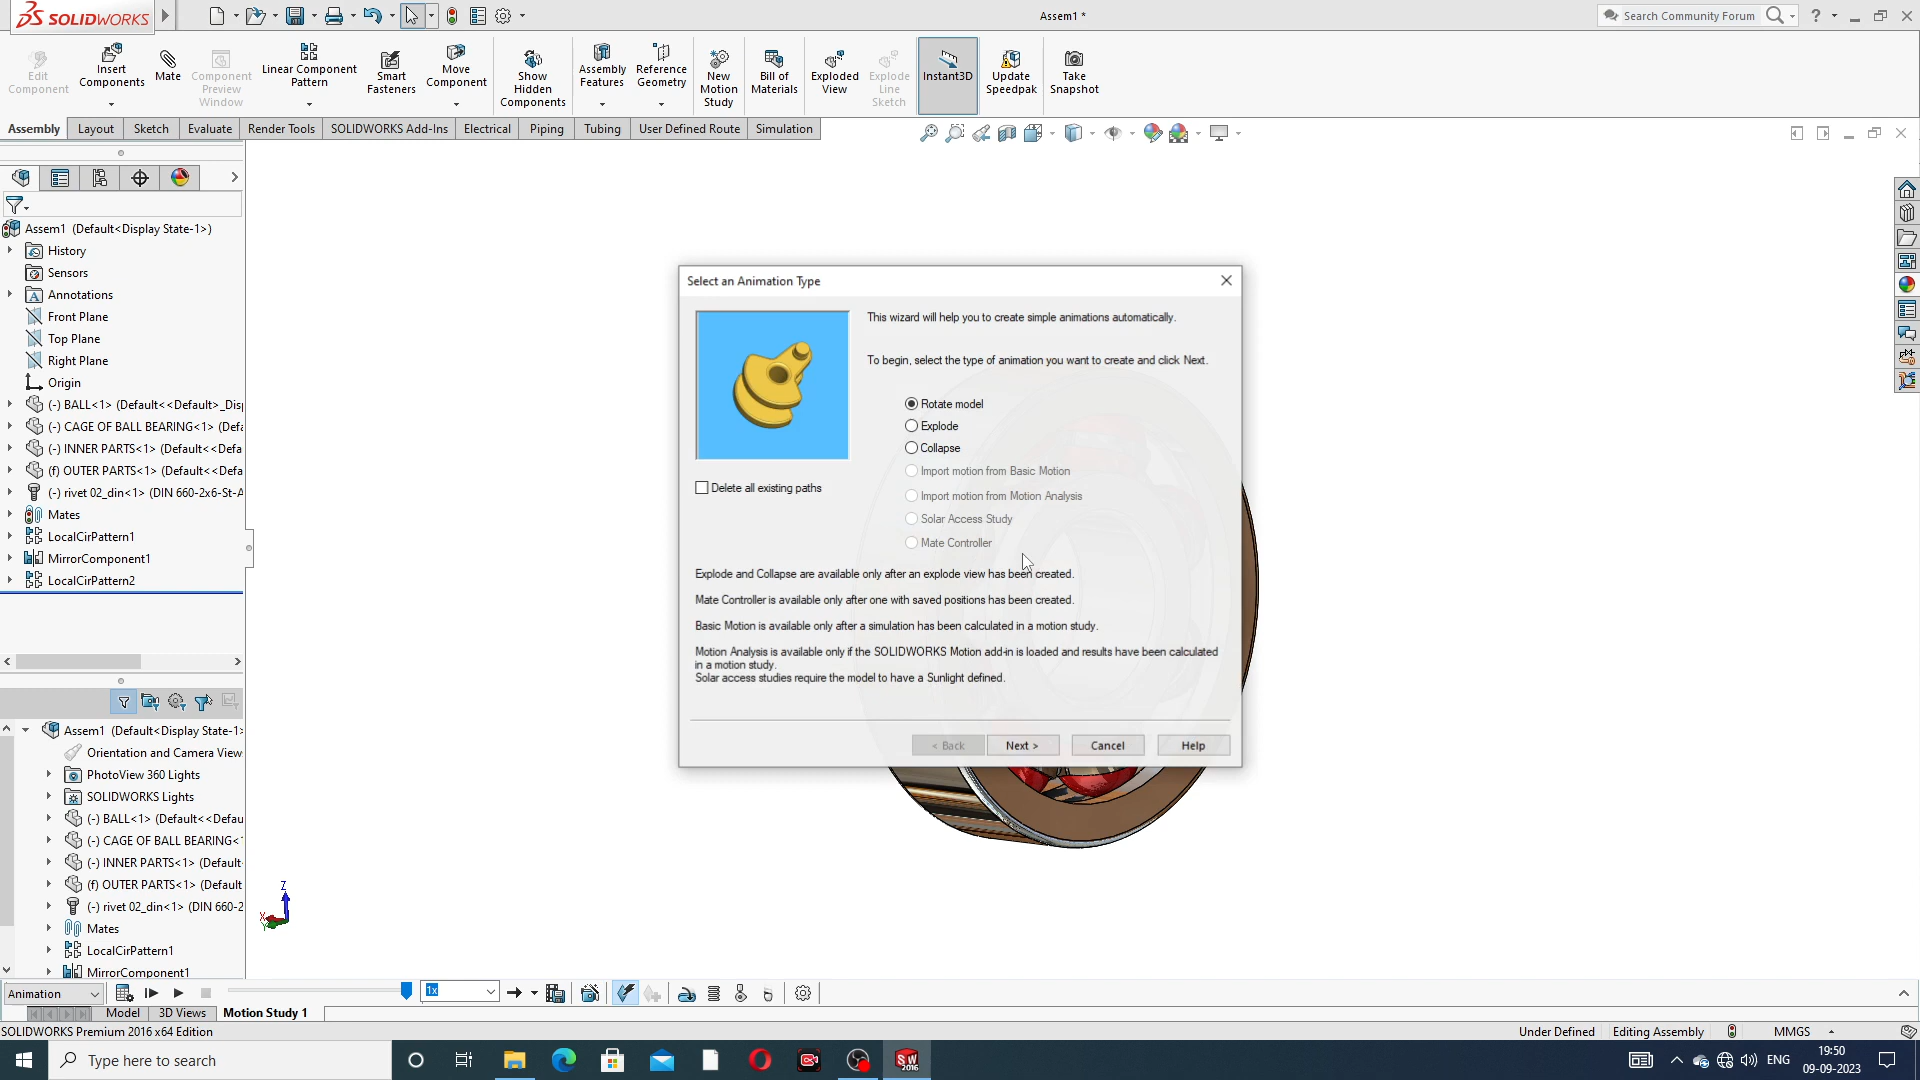 SOLIDWORKS
Assem1 *
Search Community Forum
Edit Component
Insert Components
Mate
Component Preview Window
Linear Component Pattern
Smart Fasteners
Move Component
Show Hidden Components
Assembly Features
Reference Geometry
New Motion Study
Bill of Materials
Exploded View
Explode Line Sketch
Instant3D
Update Speedpak
Take Snapshot
Assembly
Layout
Sketch
Evaluate
Render Tools
SOLIDWORKS Add-Ins
Electrical
Piping
Tubing
User Defined Route
Simulation
Assem1 (Default<Display State-1>)
History
Sensors
Annotations
Front Plane
Top Plane
Right Plane
Origin
(-) BALL<1> (Default<<Default>_Disp
(-) CAGE OF BALL BEARING<1> (Defa
(-) INNER PARTS<1> (Default<<Defa
(f) OUTER PARTS<1> (Default<<Defa
(-) rivet 02_din<1> (DIN 660-2x6-St-A
Mates
LocalCirPattern1
MirrorComponent1
LocalCirPattern2
Select an Animation Type
This wizard will help you to create simple animations automatically.
To begin, select the type of animation you want to create and click Next.
Rotate model
Explode
Collapse
Import motion from Basic Motion
Delete all existing paths
Import motion from Motion Analysis
Solar Access Study
Mate Controller
Explode and Collapse are available only after an explode view has been created.
Mate Controller is available only after one with saved positions has been created.
Basic Motion is available only after a simulation has been calculated in a motion study.
Motion Analysis is available only if the SOLIDWORKS Motion add-in is loaded and results have been calculated
in a motion study.
Solar access studies require the model to have a Sunlight defined.
< Back
Next >
Cancel
Help
Assem1 (Default<Display State-1>
Orientation and Camera View
PhotoView 360 Lights
SOLIDWORKS Lights
(-) BALL<1> (Default<<Defau
(-) CAGE OF BALL BEARING<
(-) INNER PARTS<1> (Default
(f) OUTER PARTS<1> (Default
(-) rivet 02_din<1> (DIN 660-2
Mates
LocalCirPattern1
MirrorComponent1
Z
X
Y
Animation
1x
Model
3D Views
Motion Study 1
SOLIDWORKS Premium 2016 x64 Edition
Under Defined
Editing Assembly
MMGS
Type here to search
SW
2016
ENG
19:50
09-09-2023